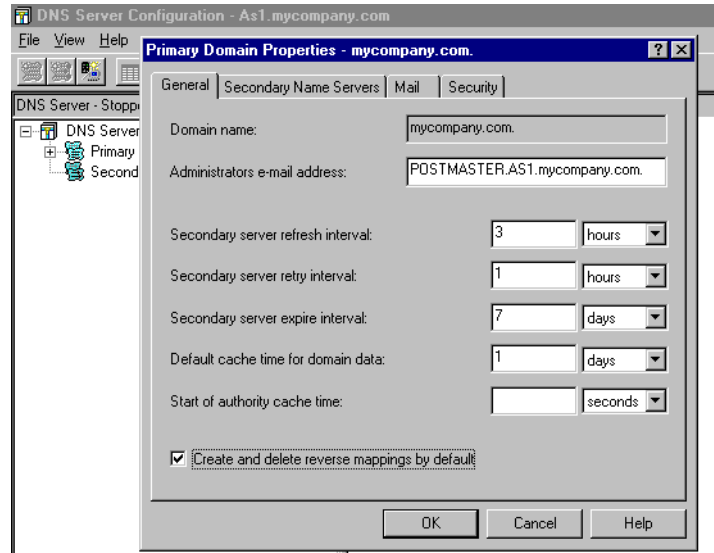 DNS Server Configuration - As1.mycompany.com
File View Help
DNS Server - Stopp
DNS Server
Primary
Second
Primary Domain Properties - mycompany.com.
General Secondary Name Servers Mail Security
Domain name: mycompany.com.
Administrators e-mail address: POSTMASTER.AS1.mycompany.com.
Secondary server refresh interval: 3 hours
Secondary server retry interval: 1 hours
Secondary server expire interval: 7 days
Default cache time for domain data: 1 days
Start of authority cache time: seconds
Create and delete reverse mappings by default
OK Cancel Help